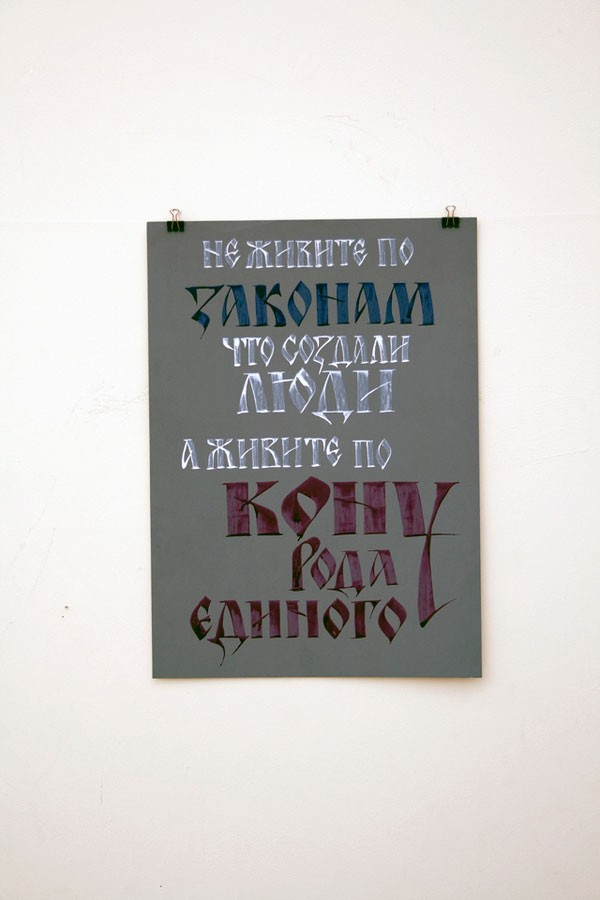 НЕ ЖИВИТЕ ПО
ЗАКОНАМ
ЧТО СОЗДАЛИ
ЛЮДИ
А ЖИВИТЕ ПО
КОНУ
РОДА
ЕДИНОГО